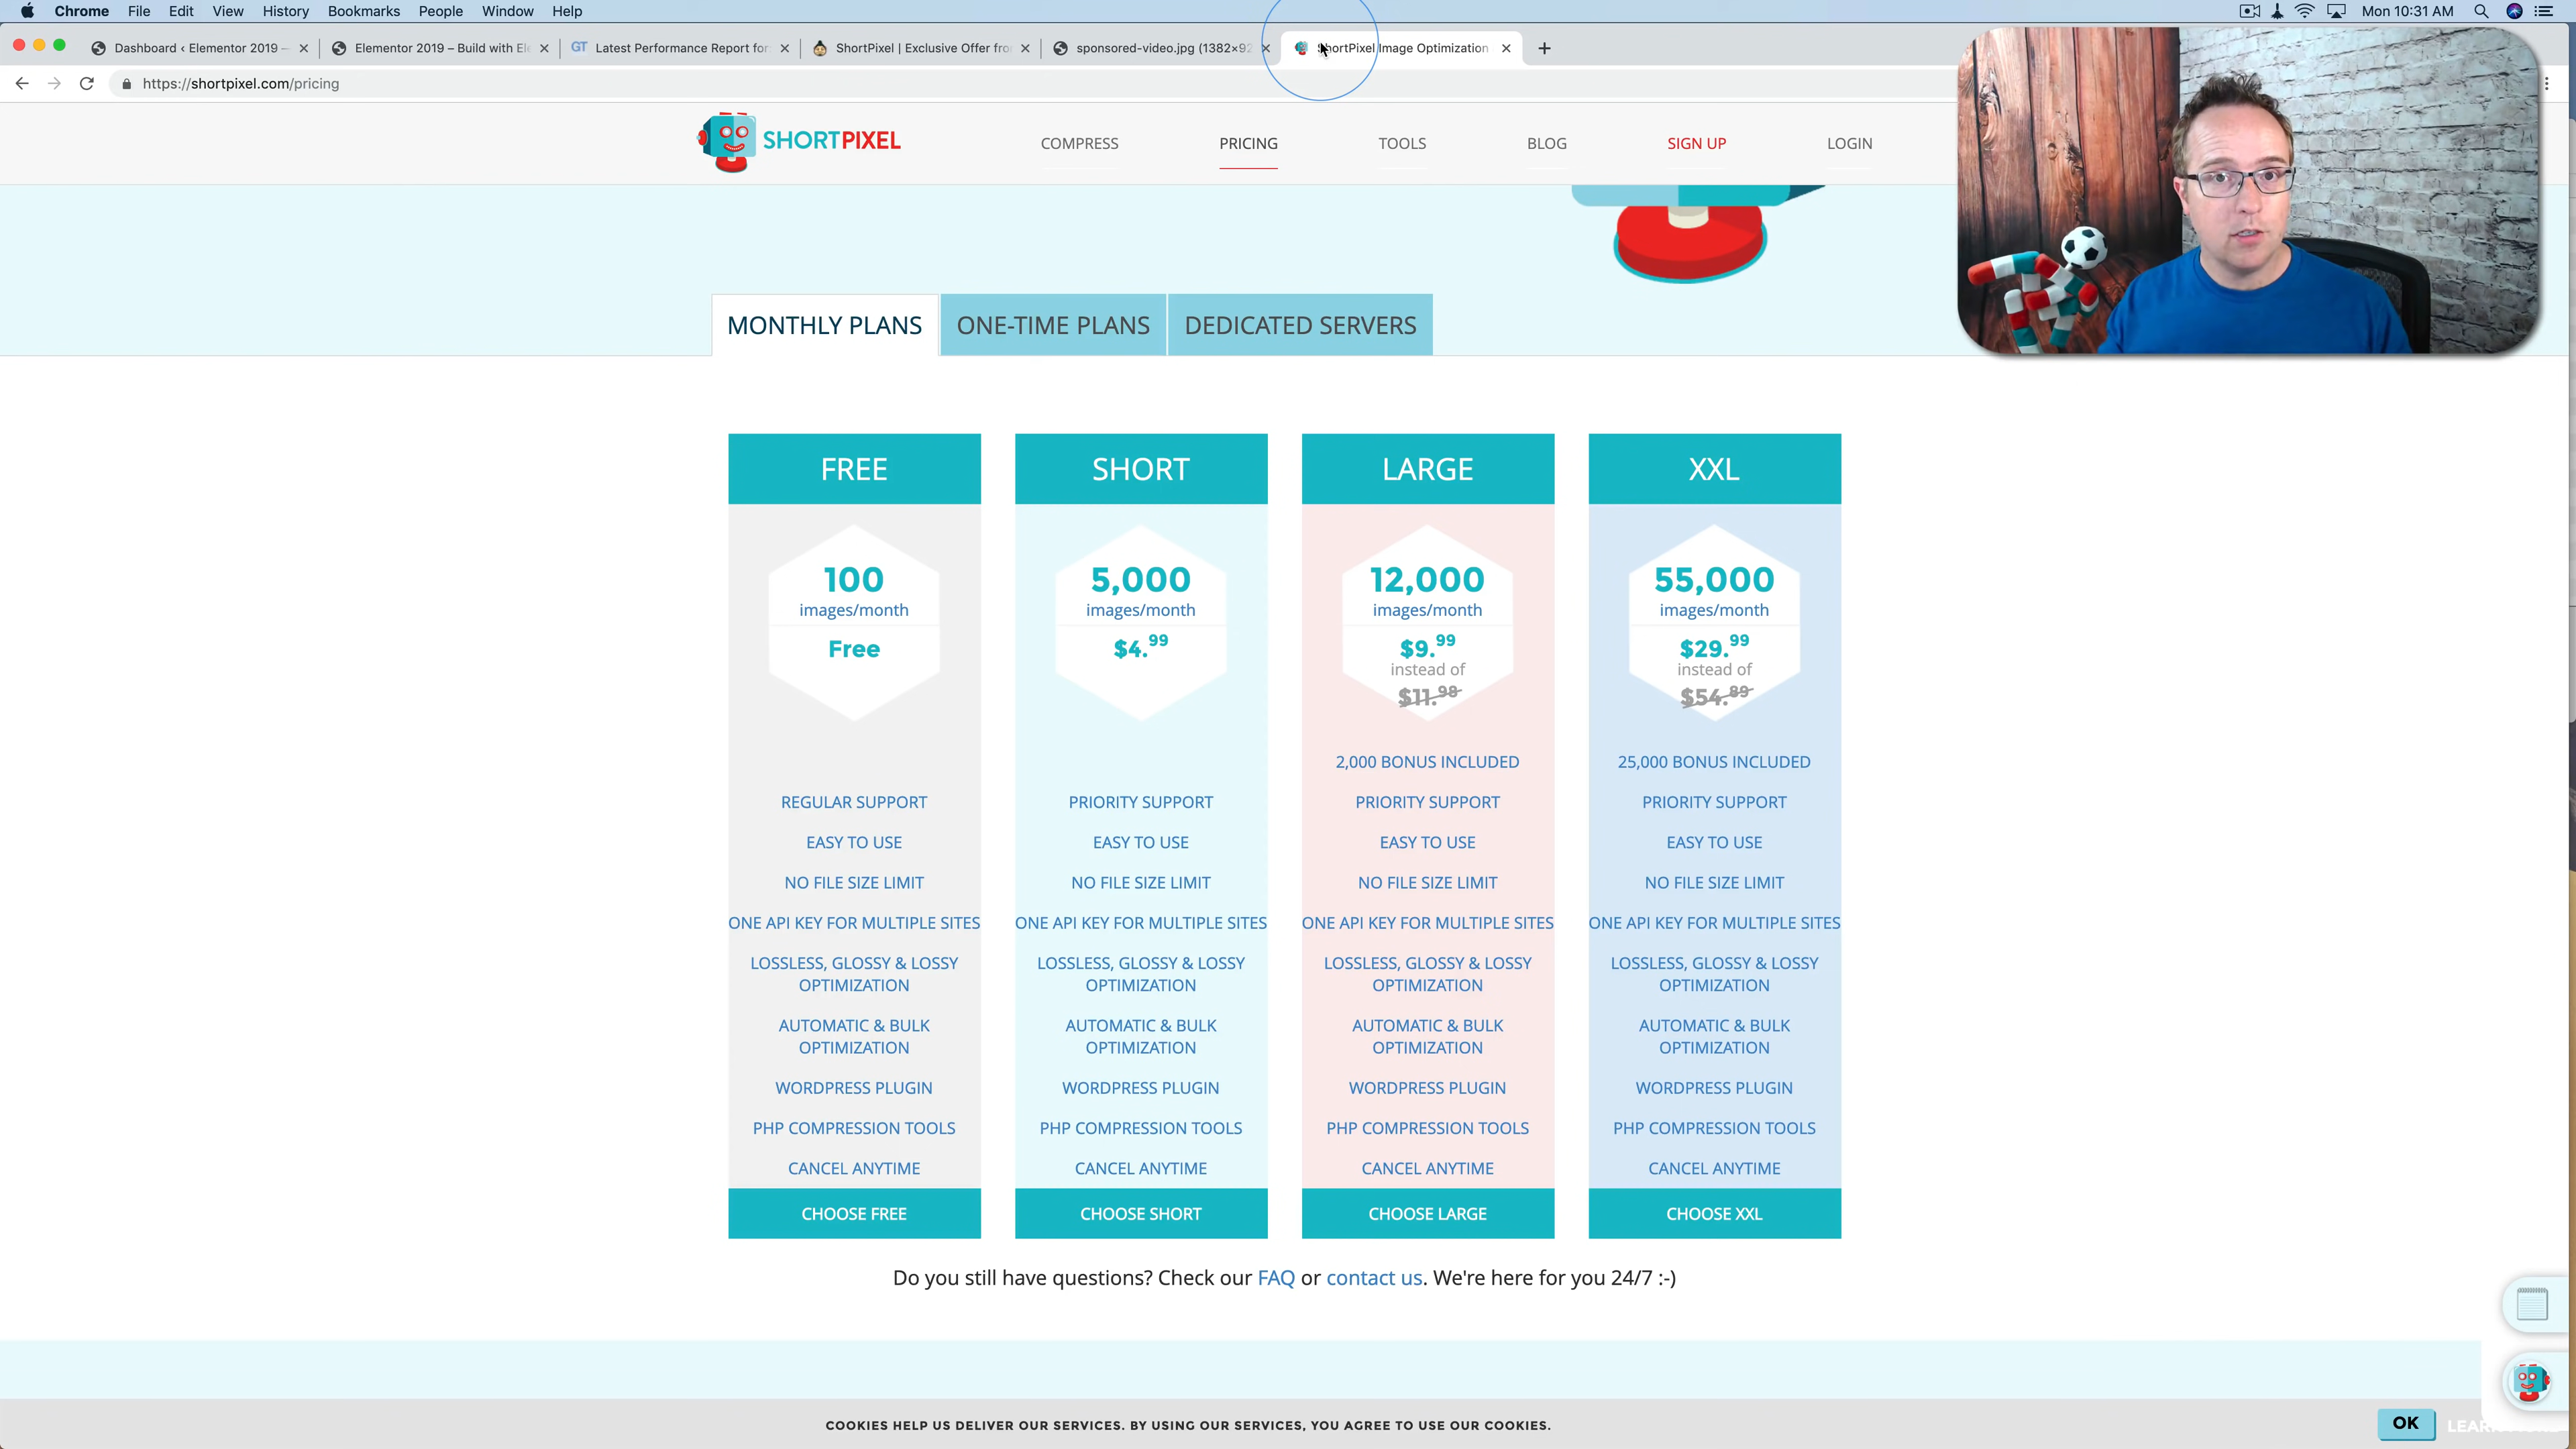 Chrome File Edit View History Bookmarks People Window Help Mon 10:31 AM
Dashboard ‹ Elementor 2019 – Elementor 2019 – Build with Ele GT Latest Performance Report for: ShortPixel | Exclusive Offer fro sponsored-video.jpg (1382×92 ShortPixel Image Optimization
https://shortpixel.com/pricing
SHORTPIXEL COMPRESS PRICING TOOLS BLOG SIGN UP LOGIN
MONTHLY PLANS ONE-TIME PLANS DEDICATED SERVERS
FREE SHORT LARGE XXL
100 5,000 12,000 55,000
images/month images/month images/month images/month
Free $4.99 $9.99 $29.99
instead of instead of
$11.98 $54.89
2,000 BONUS INCLUDED 25,000 BONUS INCLUDED
REGULAR SUPPORT PRIORITY SUPPORT PRIORITY SUPPORT PRIORITY SUPPORT
EASY TO USE EASY TO USE EASY TO USE EASY TO USE
NO FILE SIZE LIMIT NO FILE SIZE LIMIT NO FILE SIZE LIMIT NO FILE SIZE LIMIT
ONE API KEY FOR MULTIPLE SITES ONE API KEY FOR MULTIPLE SITES ONE API KEY FOR MULTIPLE SITES ONE API KEY FOR MULTIPLE SITES
LOSSLESS, GLOSSY & LOSSY LOSSLESS, GLOSSY & LOSSY LOSSLESS, GLOSSY & LOSSY LOSSLESS, GLOSSY & LOSSY
OPTIMIZATION OPTIMIZATION OPTIMIZATION OPTIMIZATION
AUTOMATIC & BULK AUTOMATIC & BULK AUTOMATIC & BULK AUTOMATIC & BULK
OPTIMIZATION OPTIMIZATION OPTIMIZATION OPTIMIZATION
WORDPRESS PLUGIN WORDPRESS PLUGIN WORDPRESS PLUGIN WORDPRESS PLUGIN
PHP COMPRESSION TOOLS PHP COMPRESSION TOOLS PHP COMPRESSION TOOLS PHP COMPRESSION TOOLS
CANCEL ANYTIME CANCEL ANYTIME CANCEL ANYTIME CANCEL ANYTIME
CHOOSE FREE CHOOSE SHORT CHOOSE LARGE CHOOSE XXL
Do you still have questions? Check our FAQ or contact us. We're here for you 24/7 :-)
COOKIES HELP US DELIVER OUR SERVICES. BY USING OUR SERVICES, YOU AGREE TO USE OUR COOKIES. OK